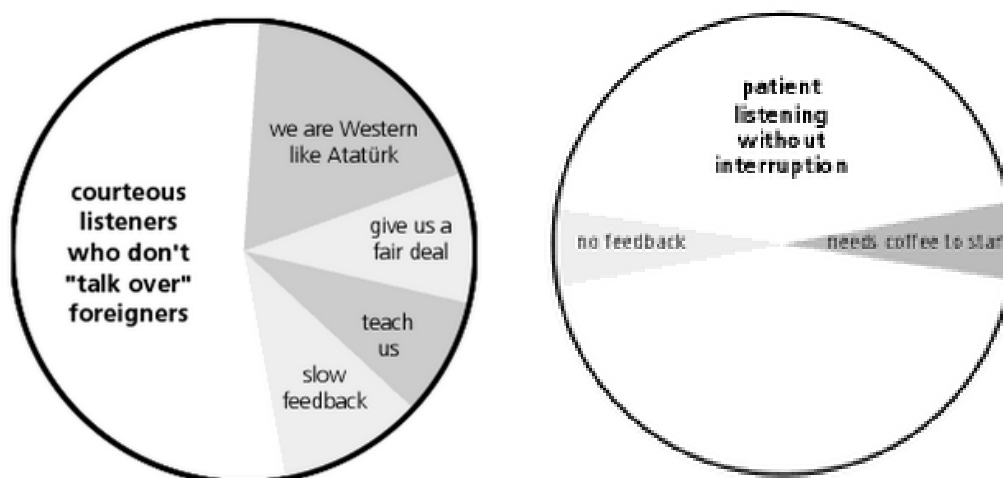 we are Western
like Atatürk
courteous
listeners
who don't
"talk over"
foreigners
give us a
fair deal
teach
us
slow
feedback
patient
listening
without
interruption
no feedback
needs coffee to start